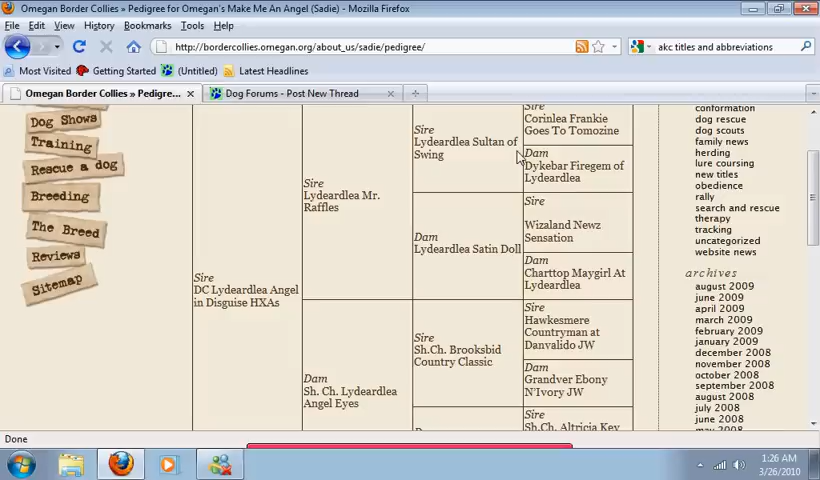 Omegan Border Collies » Pedigree for Omegan's Make Me An Angel (Sadie) - Mozilla Firefox
File Edit View History Bookmarks Tools Help
http://bordercollies.omegan.org/about_us/sadie/pedigree/
akc titles and abbreviations
Most Visited Getting Started (Untitled) Latest Headlines
Omegan Border Collies » Pedigree...
Dog Forums - Post New Thread
Dog Shows
Training
Rescue a dog
Breeding
The Breed
Reviews
Sitemap
Sire
DC Lydeardlea Angel
in Disguise HXAs
Sire
Lydeardlea Mr.
Raffles
Dam
Sh. Ch. Lydeardlea
Angel Eyes
Sire
Lydeardlea Sultan of
Swing
Dam
Lydeardlea Satin Doll
Sire
Sh.Ch. Brooksbid
Country Classic
Sire
Corinlea Frankie
Goes To Tomozine
Dam
Dykebar Firegem of
Lydeardlea
Sire
Wizaland Newz
Sensation
Dam
Charttop Maygirl At
Lydeardlea
Sire
Hawkesmere
Countryman at
Danvalido JW
Dam
Grandver Ebony
N'Ivory JW
Sire
Sh.Ch. Altricia Kev
conformation
dog rescue
dog scouts
family news
herding
lure coursing
new titles
obedience
rally
search and rescue
therapy
tracking
uncategorized
website news
archives
august 2009
june 2009
april 2009
march 2009
february 2009
january 2009
december 2008
november 2008
october 2008
september 2008
august 2008
july 2008
june 2008
Done
1:26 AM
3/26/2010